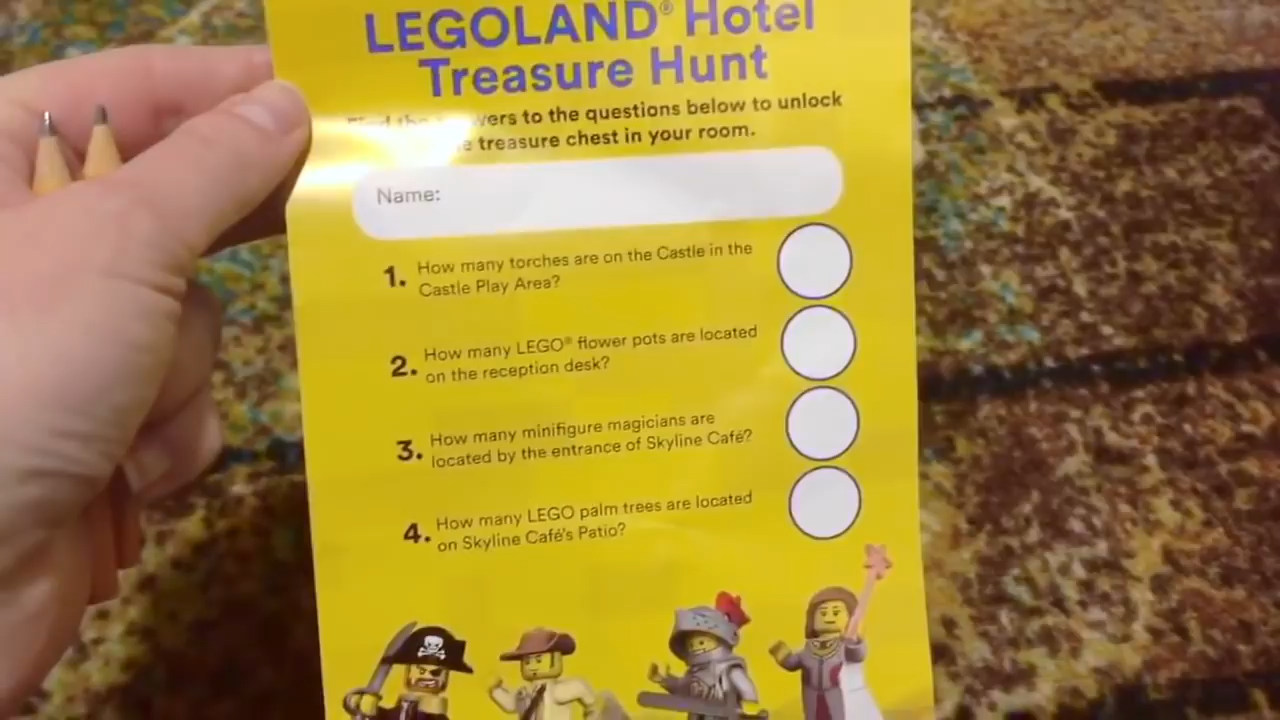 LEGOLAND® Hotel
Treasure Hunt
Find the answers to the questions below to unlock
treasure chest in your room.
Name:
1. How many torches are on the Castle in the
Castle Play Area?
2. How many LEGO® flower pots are located
on the reception desk?
3. How many minifigure magicians are
located by the entrance of Skyline Café?
4. How many LEGO palm trees are located
on Skyline Café's Patio?